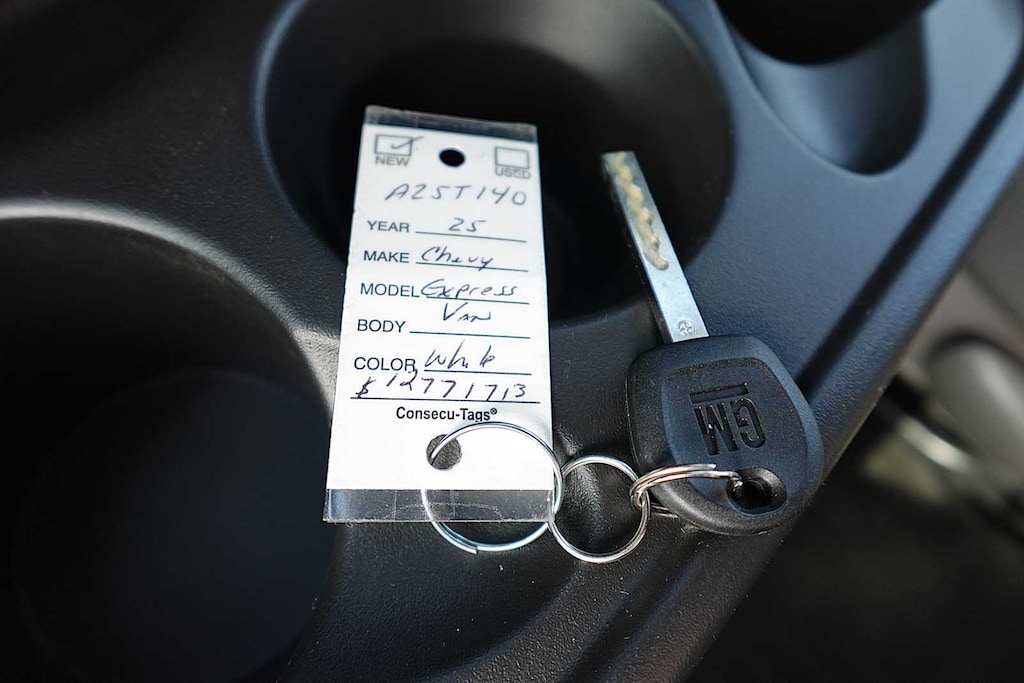 NEW
USED
A25T140
YEAR 25
MAKE Chevy
MODEL Express
BODY Van
COLOR White
$ 12771713
Consecu-Tags®
GM